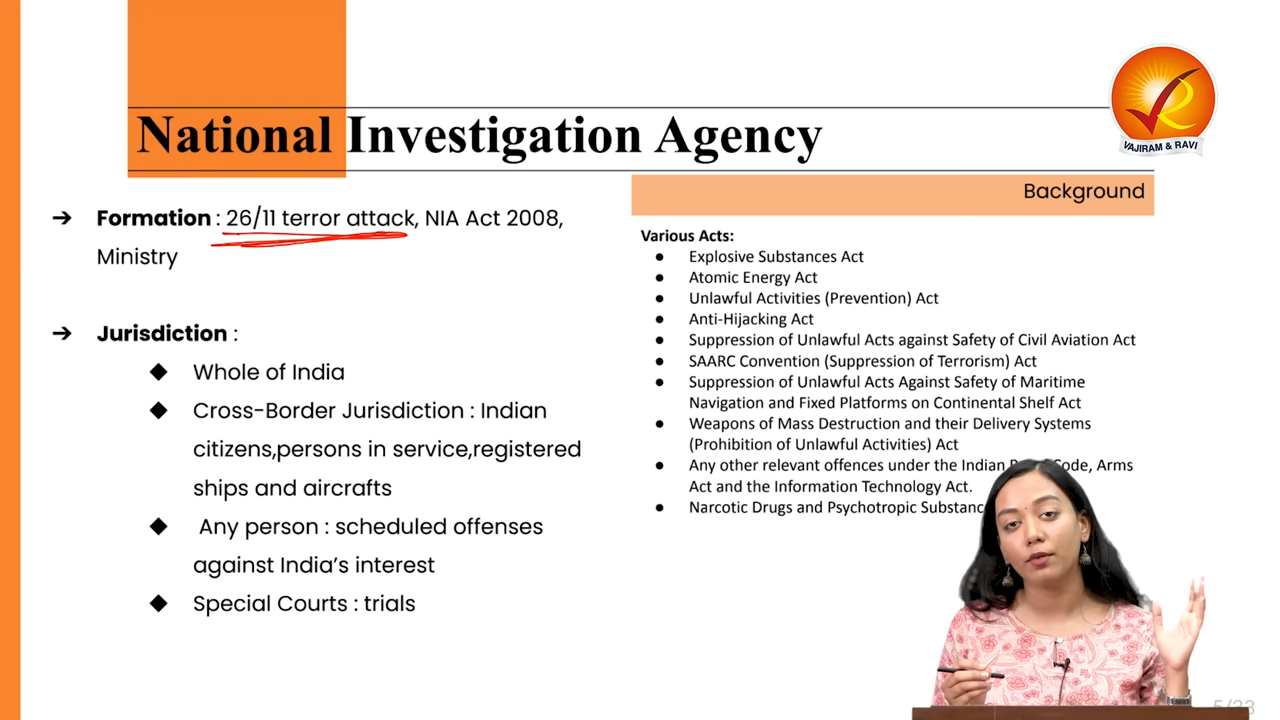 National Investigation Agency
VAJIRAM & RAVI
➔ Formation : 26/11 terror attack, NIA Act 2008,
Ministry
➔ Jurisdiction :
◆ Whole of India
◆ Cross-Border Jurisdiction : Indian
citizens,persons in service,registered
ships and aircrafts
◆ Any person : scheduled offenses
against India's interest
◆ Special Courts : trials
Background
Various Acts:
● Explosive Substances Act
● Atomic Energy Act
● Unlawful Activities (Prevention) Act
● Anti-Hijacking Act
● Suppression of Unlawful Acts against Safety of Civil Aviation Act
● SAARC Convention (Suppression of Terrorism) Act
● Suppression of Unlawful Acts Against Safety of Maritime
Navigation and Fixed Platforms on Continental Shelf Act
● Weapons of Mass Destruction and their Delivery Systems
(Prohibition of Unlawful Activities) Act
● Any other relevant offences under the Indian Code, Arms
Act and the Information Technology Act.
● Narcotic Drugs and Psychotropic